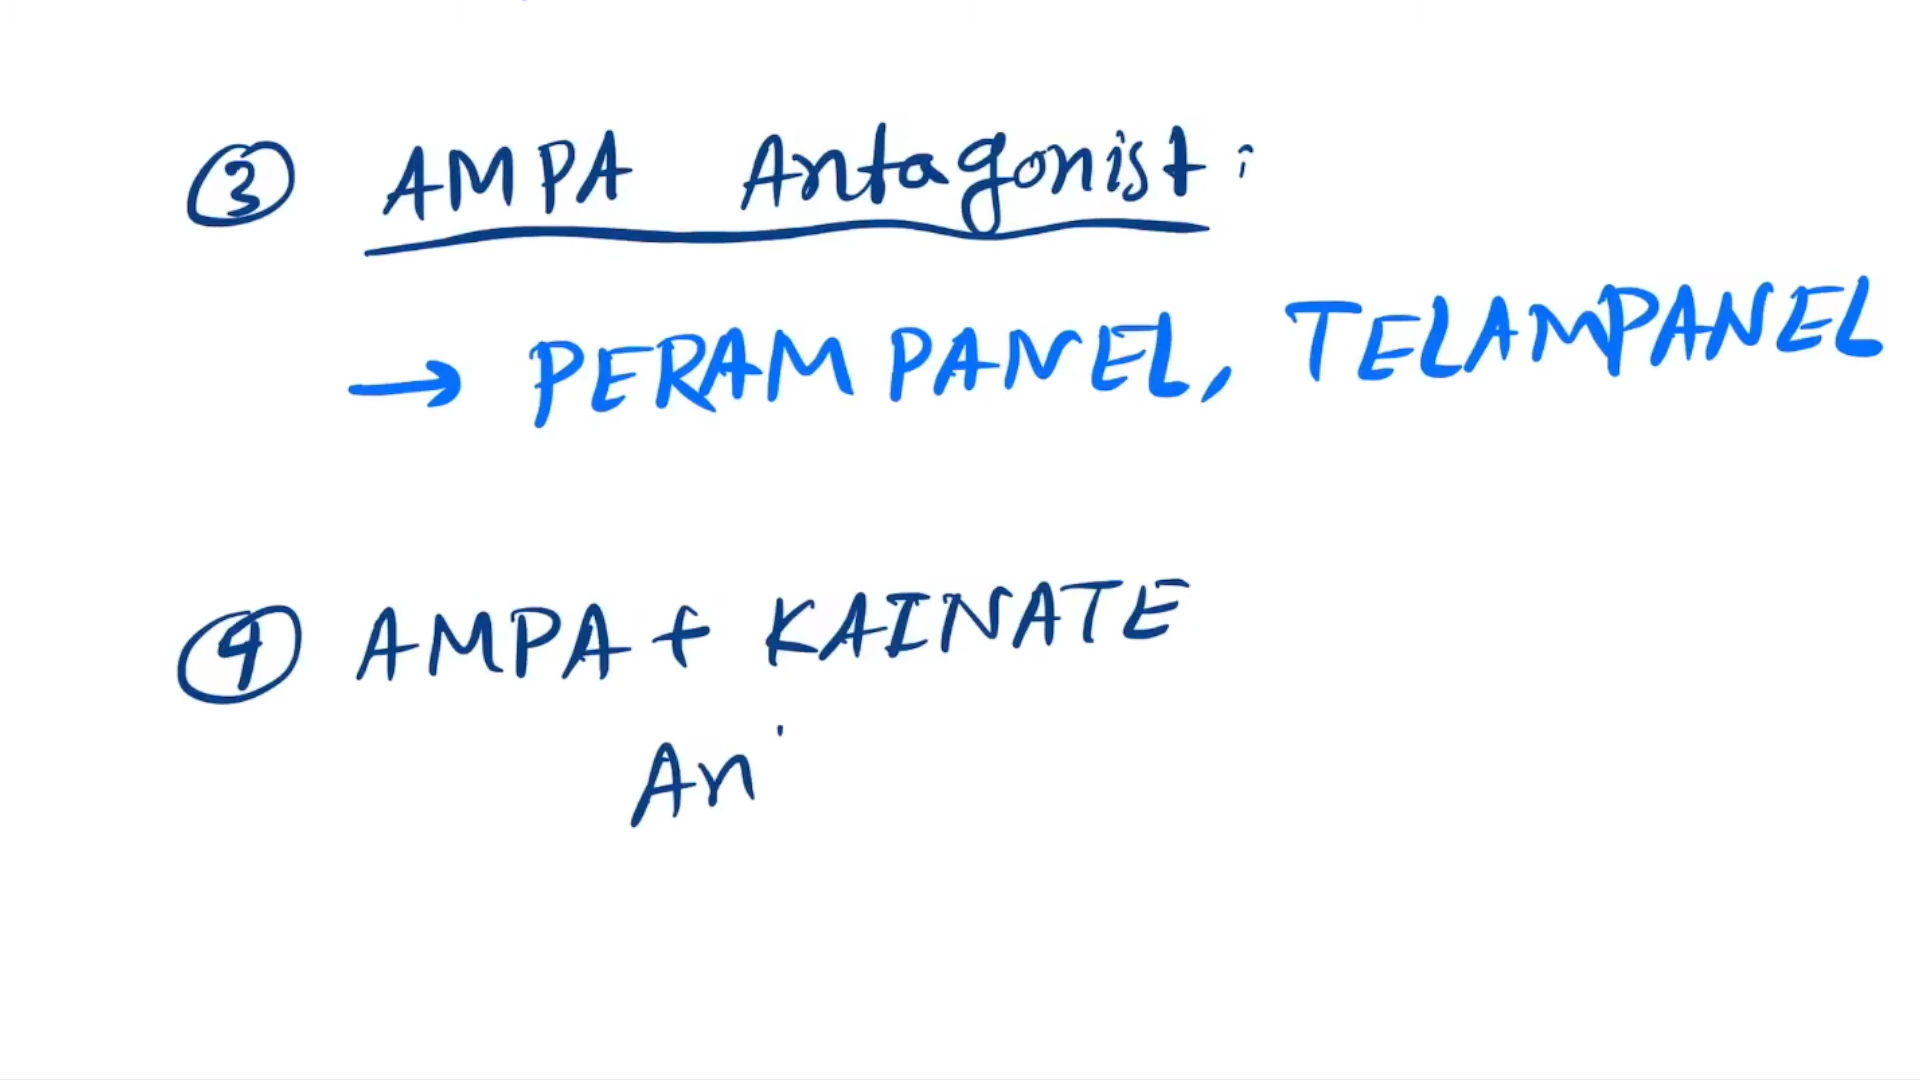 ③ AMPA Antagonist:
→ PERAMPANEL, TELAMPANEL
④ AMPA + KAINATE
An